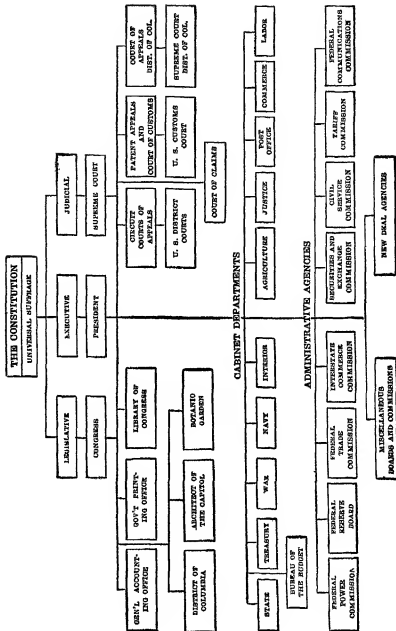 THE CONSTITUTION
UNIVERSAL SUFFRAGE
LEGISLATIVE
EXECUTIVE
JUDICIAL
CONGRESS
PRESIDENT
SUPREME COURT
GEN'L ACCOUNT-
ING OFFICE
GOV'T PRINT-
ING OFFICE
LIBRARY OF
CONGRESS
CIRCUIT
COURTS OF
APPEALS
PATENT APPEALS
AND
COURT OF CUSTOMS
COURT OF
APPEALS
DIST. OF COL.
DISTRICT OF
COLUMBIA
ARCHITECT OF
THE CAPITOL
BOTANIC
GARDEN
U. S. DISTRICT
COURTS
U. S. CUSTOMS
COURT
SUPREME COURT
DIST. OF COL.
COURT OF CLAIMS
CABINET DEPARTMENTS
STATE
TREASURY
WAR
NAVY
INTERIOR
AGRICULTURE
JUSTICE
POST
OFFICE
COMMERCE
LABOR
BUREAU OF
THE BUDGET
ADMINISTRATIVE AGENCIES
FEDERAL
POWER
COMMISSION
FEDERAL
RESERVE
BOARD
FEDERAL
TRADE
COMMISSION
INTERSTATE
COMMERCE
COMMISSION
SECURITIES AND
EXCHANGE
COMMISSION
CIVIL
SERVICE
COMMISSION
TARIFF
COMMISSION
FEDERAL
COMMUNICATIONS
COMMISSION
MISCELLANEOUS
BOARDS AND COMMISSIONS
NEW DEAL AGENCIES